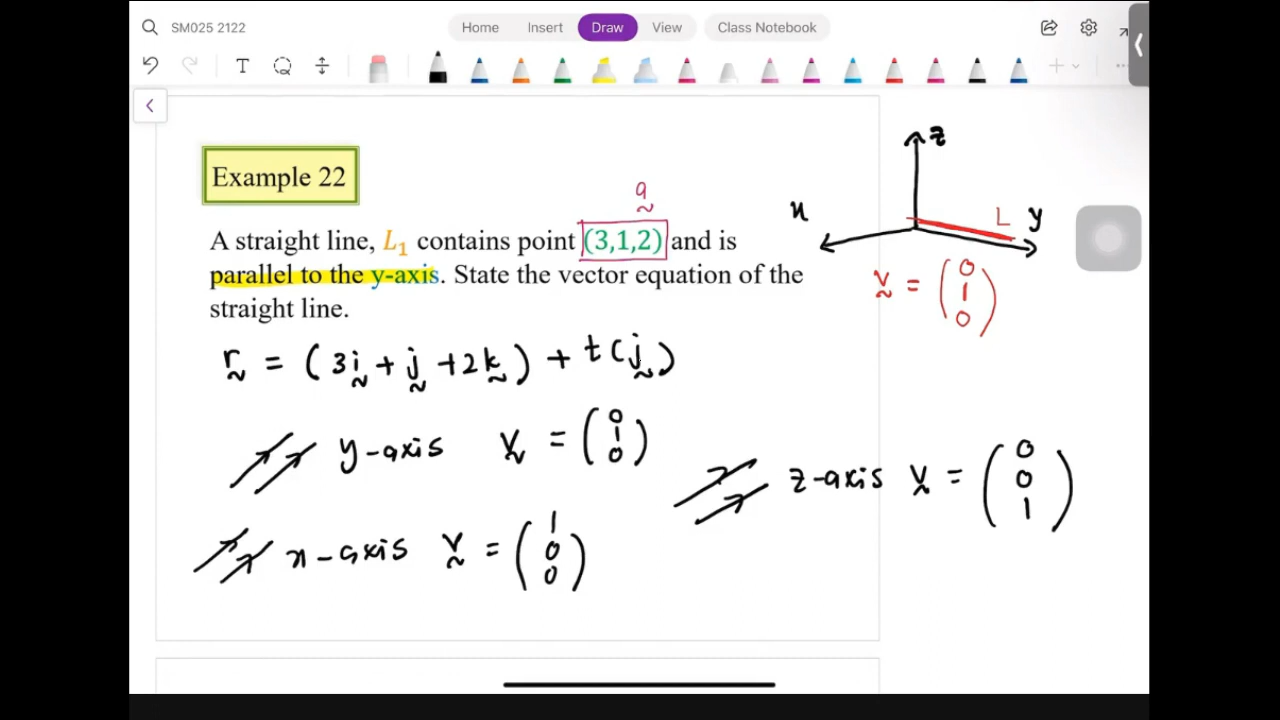 SM025 2122
Home Insert Draw View Class Notebook
Example 22
a
A straight line, L₁ contains point (3,1,2) and is
parallel to the y-axis. State the vector equation of the
straight line.
z
x
L y
v = (0 1 0)
r = (3i + j + 2k) + t(j)
y-axis v = (0 1 0)
z-axis v = (0 0 1)
x-axis v = (1 0 0)